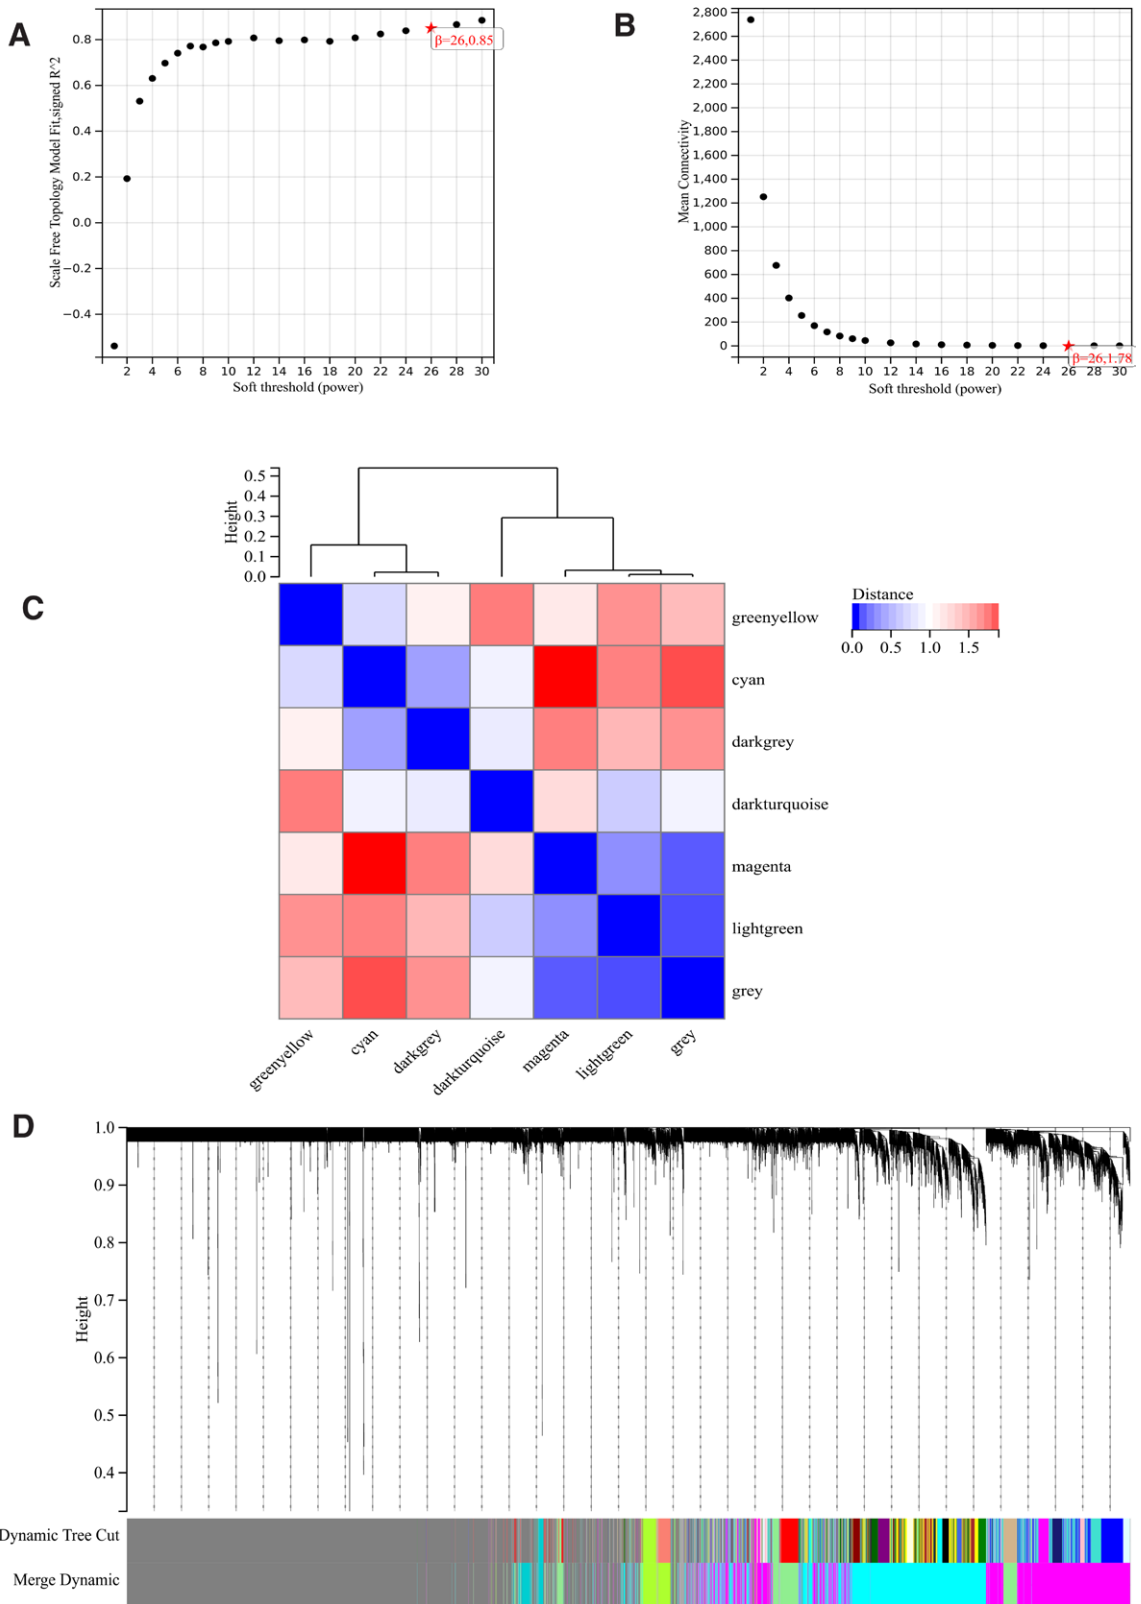 A
0.8
0.6
0.4
0.2
0.0
−0.2
−0.4
Scale Free Topology Model Fit,signed R^2
β=26,0.85
2 4 6 8 10 12 14 16 18 20 22 24 26 28 30
Soft threshold (power)
B
2,800
2,600
2,400
2,200
2,000
1,800
1,600
1,400
1,200
1,000
800
600
400
200
0
Mean Connectivity
β=26,1.78
2 4 6 8 10 12 14 16 18 20 22 24 26 28 30
Soft threshold (power)
C
Height
0.5
0.4
0.3
0.2
0.1
0.0
greenyellow
cyan
darkgrey
darkturquoise
magenta
lightgreen
grey
greenyellow cyan darkgrey darkturquoise magenta lightgreen grey
Distance
0.0 0.5 1.0 1.5
D
1.0
0.9
0.8
0.7
0.6
0.5
0.4
Height
Dynamic Tree Cut
Merge Dynamic